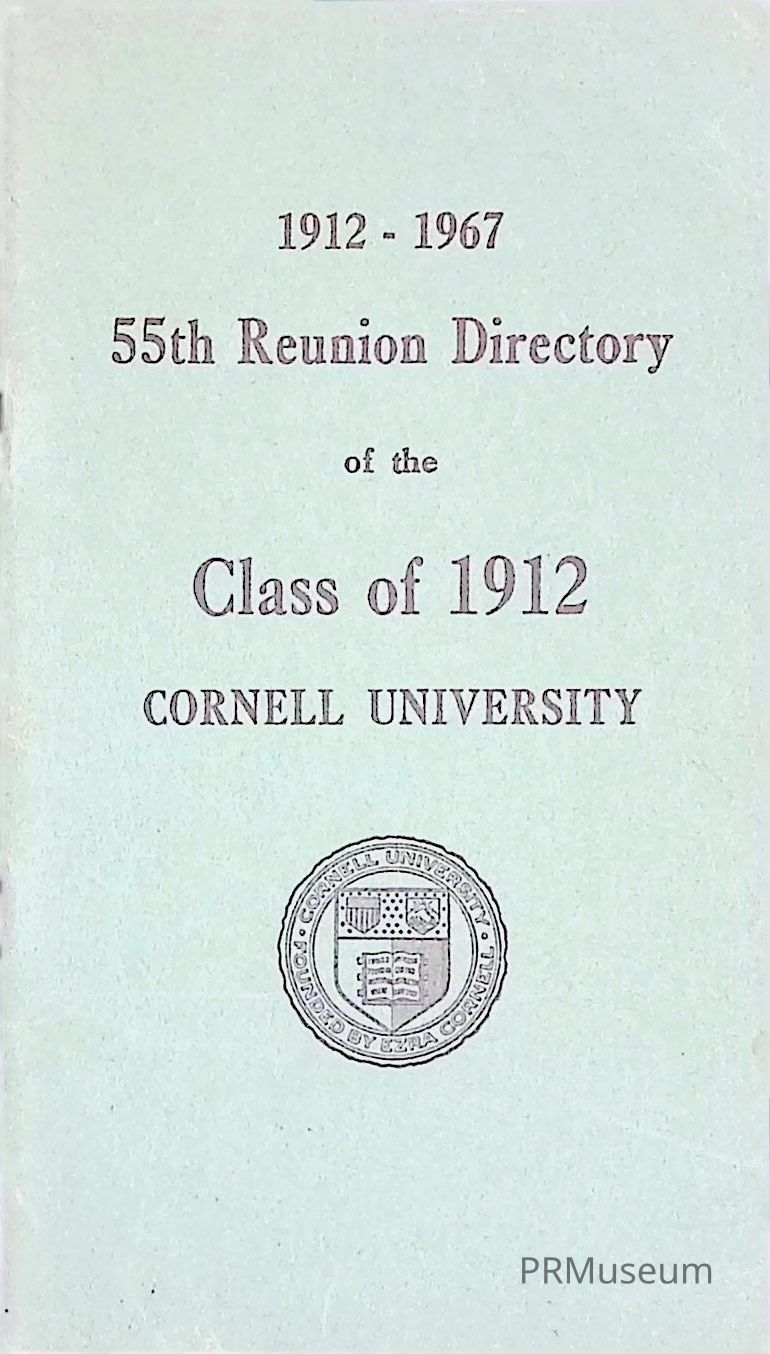 1912 - 1967
55th Reunion Directory
of the
Class of 1912
CORNELL UNIVERSITY
· CORNELL UNIVERSITY ·
FOUNDED BY EZRA CORNELL
PRMuseum